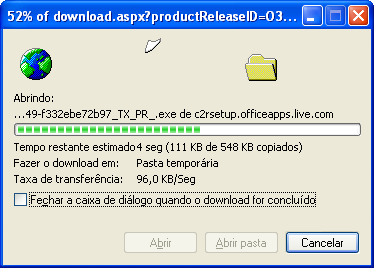 52% of download.aspx?productReleaseID=O3...
Abrindo:
...49-f332ebe72b97_TX_PR_.exe de c2rsetup.officeapps.live.com
Tempo restante estimado 4 seg (111 KB de 548 KB copiados)
Fazer o download em: Pasta temporária
Taxa de transferência: 96,0 KB/Seg
Fechar a caixa de diálogo quando o download for concluído
Abrir Abrir pasta Cancelar